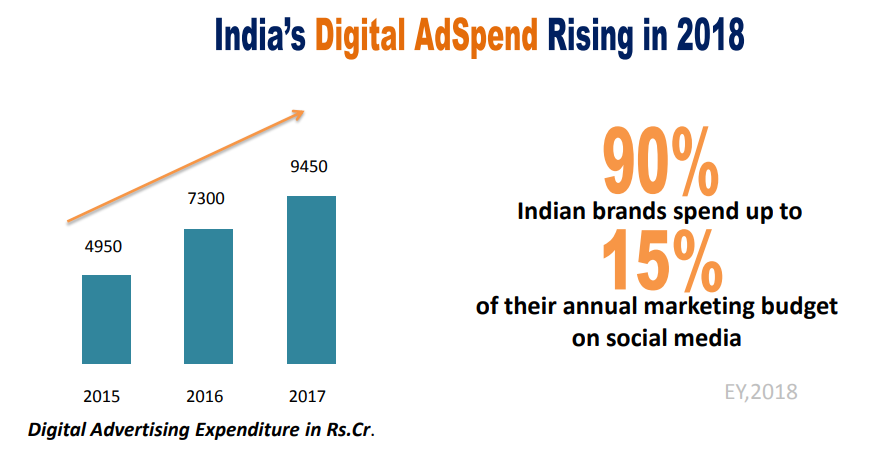 India's Digital AdSpend Rising in 2018
9450
7300
4950
2015 2016 2017
Digital Advertising Expenditure in Rs.Cr.
90%
Indian brands spend up to
15%
of their annual marketing budget
on social media
EY,2018